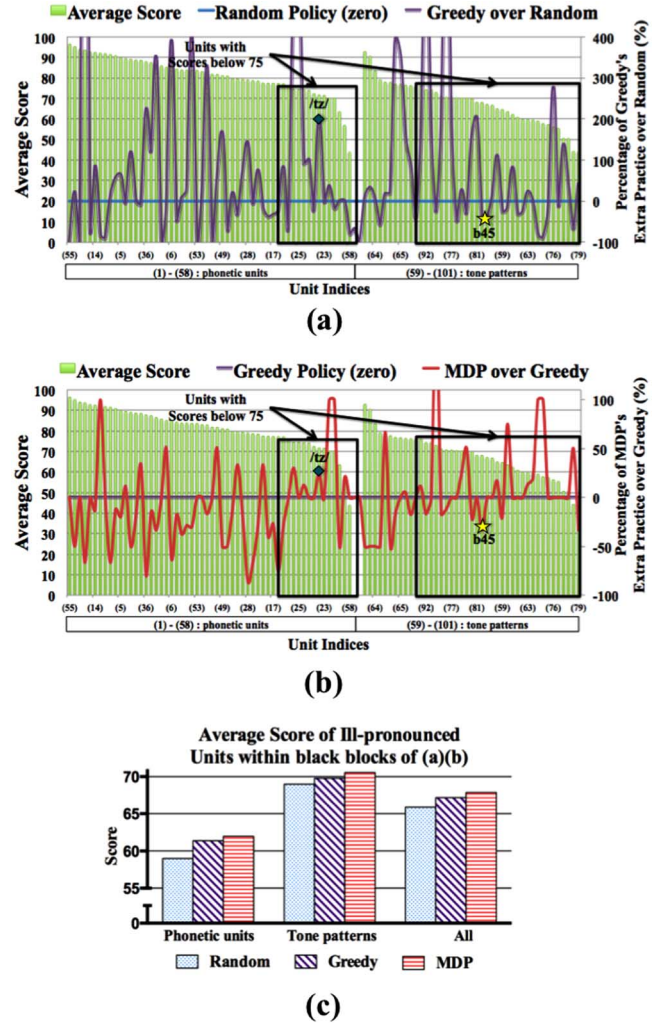 Average Score Random Policy (zero) Greedy over Random
100 400
90 Units with
Scores below 75
80 300
70 /tz/
60 200
50
40 100
30
20 0
10 b45
0 -100
Average Score
Percentage of Greedy's
Extra Practice over Random (%)
(55) (14) (5) (36) (6) (53) (49) (28) (17) (25) (23) (58) (64) (65) (92) (77) (81) (59) (63) (76) (79)
(1) - (58) : phonetic units (59) - (101) : tone patterns
Unit Indices
(a)
Average Score Greedy Policy (zero) MDP over Greedy
100 100
90 Units with
80 Scores below 75
70 50
/tz/
60
50 0
40
30 b45 -50
20
10
0 -100
Average Score
Percentage of MDP's
Extra Practice over Greedy (%)
(55) (14) (5) (36) (6) (53) (49) (28) (17) (25) (23) (58) (64) (65) (92) (77) (81) (59) (63) (76) (79)
(1) - (58) : phonetic units (59) - (101) : tone patterns
Unit Indices
(b)
Average Score of Ill-pronounced
Units within black blocks of (a)(b)
70
65
60
55
0
Score
Phonetic units Tone patterns All
Random Greedy MDP
(c)